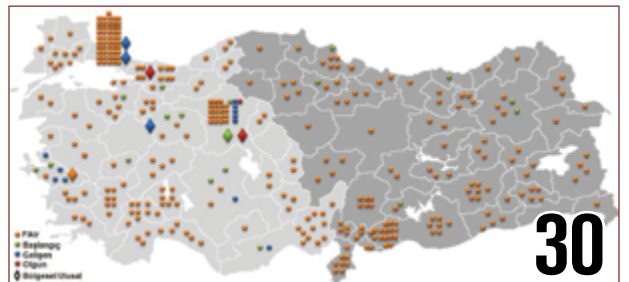 Fikir
Başlangıç
Gelişen
Olgun
Bölgesel/Ulusal
30